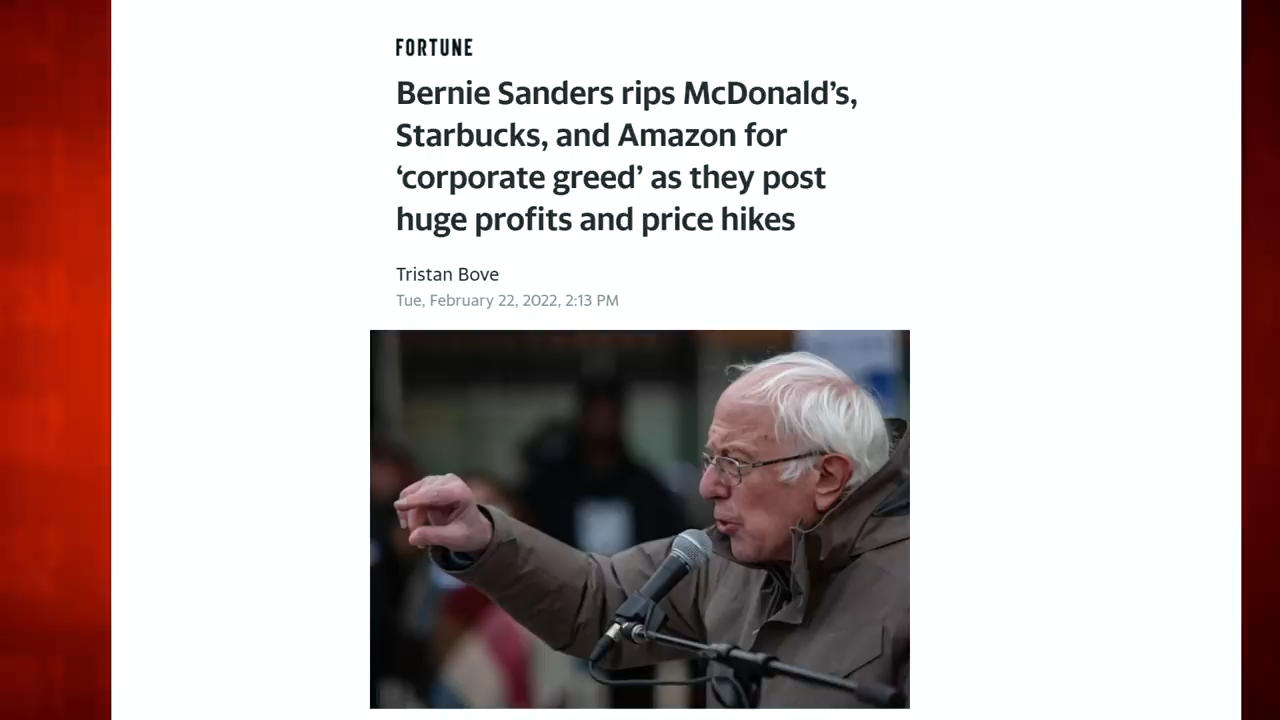 FORTUNE
Bernie Sanders rips McDonald’s,
Starbucks, and Amazon for
‘corporate greed’ as they post
huge profits and price hikes
Tristan Bove
Tue, February 22, 2022, 2:13 PM